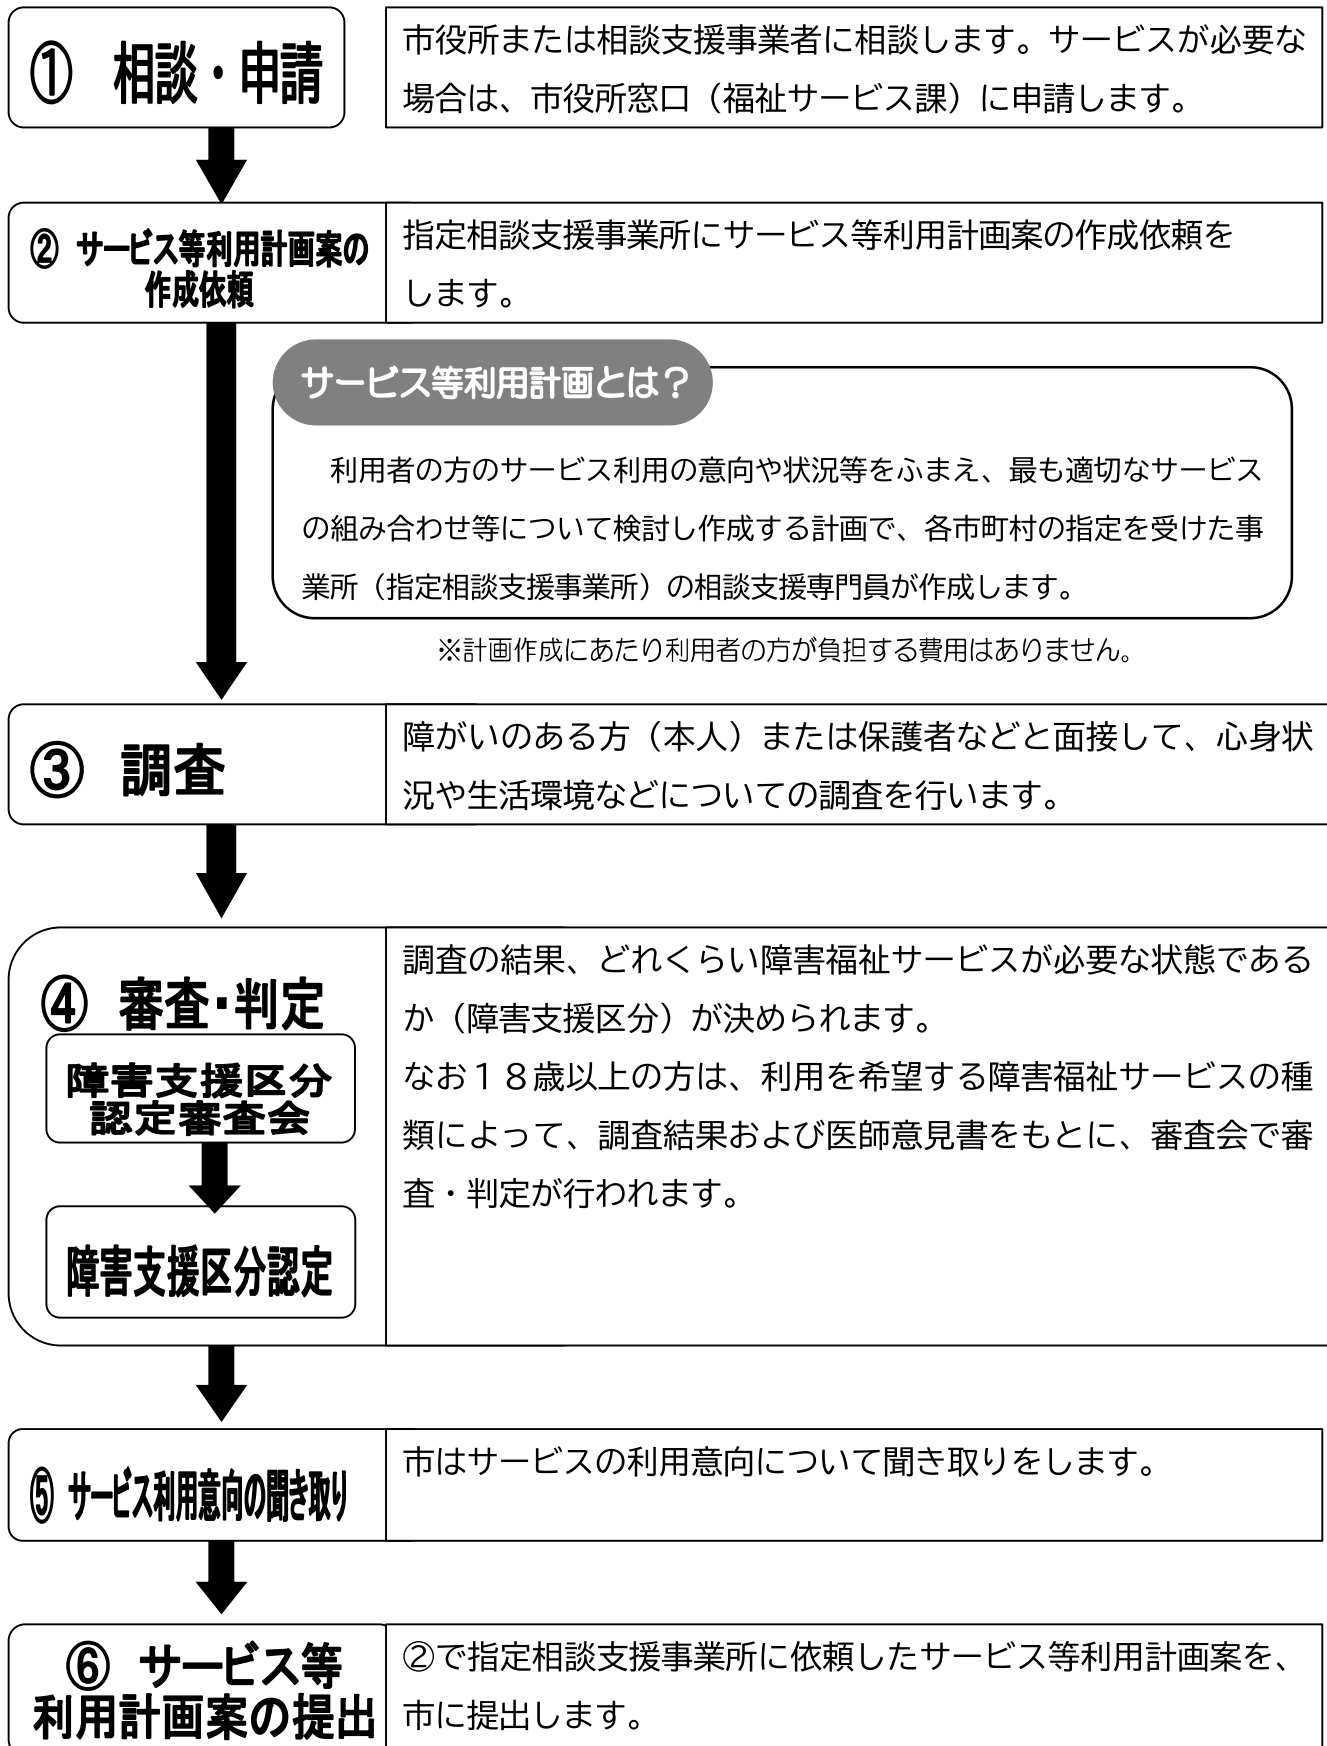 ① 相談・申請
市役所または相談支援事業者に相談します。サービスが必要な
場合は、市役所窓口（福祉サービス課）に申請します。
② サービス等利用計画案の
作成依頼
指定相談支援事業所にサービス等利用計画案の作成依頼を
します。
サービス等利用計画とは？
利用者の方のサービス利用の意向や状況等をふまえ、最も適切なサービス
の組み合わせ等について検討し作成する計画で、各市町村の指定を受けた事
業所（指定相談支援事業所）の相談支援専門員が作成します。
※計画作成にあたり利用者の方が負担する費用はありません。
③ 調査
障がいのある方（本人）または保護者などと面接して、心身状
況や生活環境などについての調査を行います。
④ 審査・判定
障害支援区分
認定審査会
障害支援区分認定
調査の結果、どれくらい障害福祉サービスが必要な状態である
か（障害支援区分）が決められます。
なお１８歳以上の方は、利用を希望する障害福祉サービスの種
類によって、調査結果および医師意見書をもとに、審査会で審
査・判定が行われます。
⑤ サービス利用意向の聞き取り
市はサービスの利用意向について聞き取りをします。
⑥ サービス等
利用計画案の提出
②で指定相談支援事業所に依頼したサービス等利用計画案を、
市に提出します。